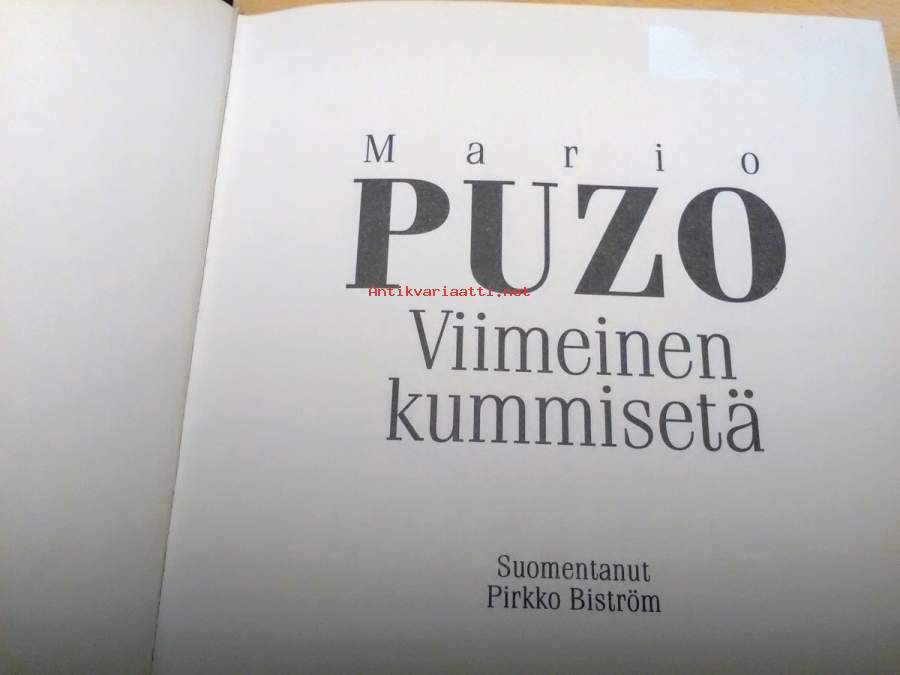 Mario
PUZO
Antikvariaatti.net
Viimeinen
kummisetä
Suomentanut
Pirkko Biström